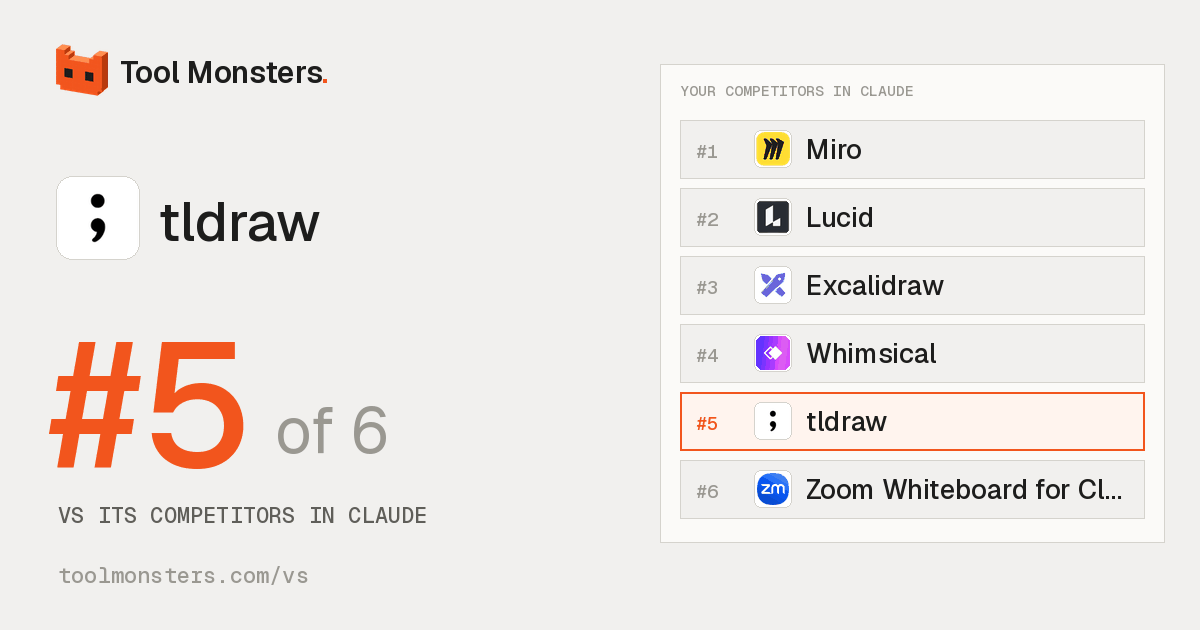 Tool Monsters.
tldraw
#5 of 6
VS ITS COMPETITORS IN CLAUDE
toolmonsters.com/vs
YOUR COMPETITORS IN CLAUDE
#1 Miro
#2 Lucid
#3 Excalidraw
#4 Whimsical
#5 tldraw
#6 zm Zoom Whiteboard for Cl...